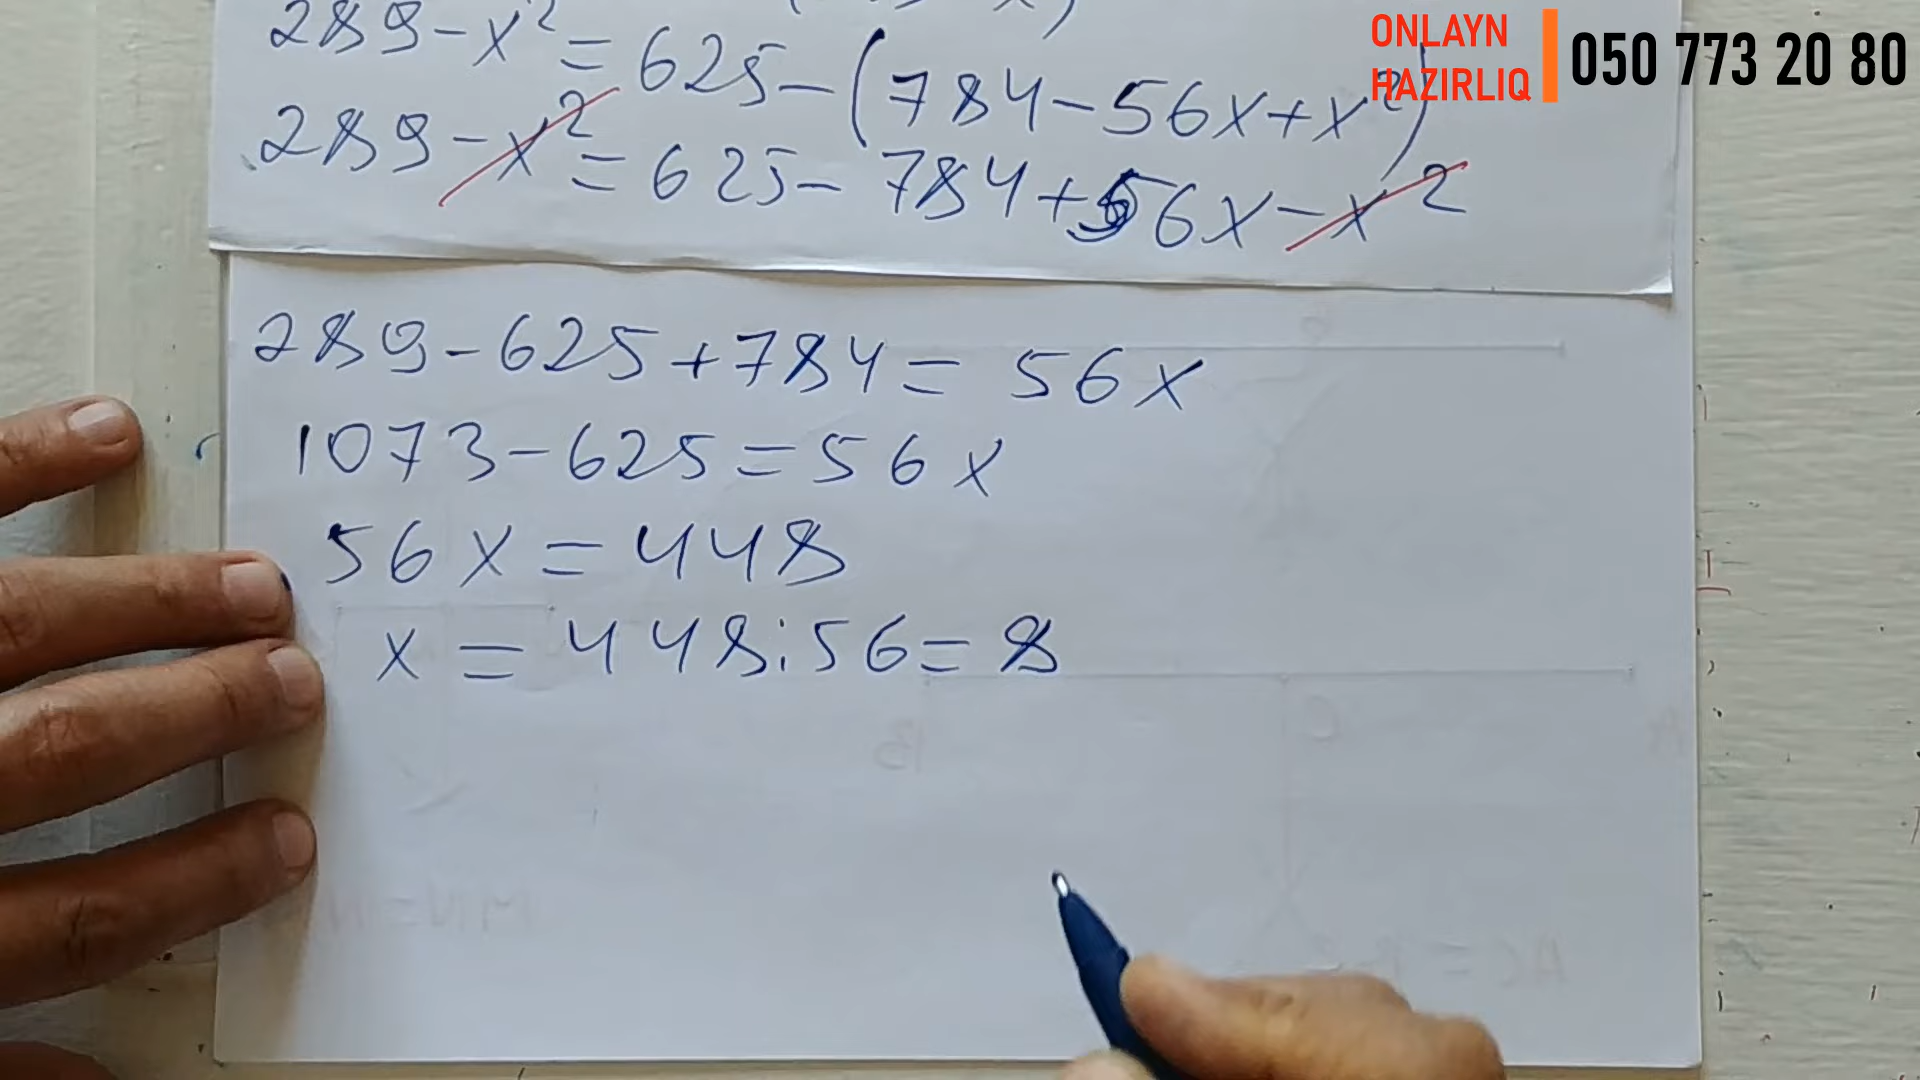 ONLAYN
HAZIRLIQ
050 773 20 80
289-x²=625-(784-56x+x²)
289-x²=625-784+56x-x²
289-625+784=56x
1073-625=56x
56x=448
x=448:56=8
B
C